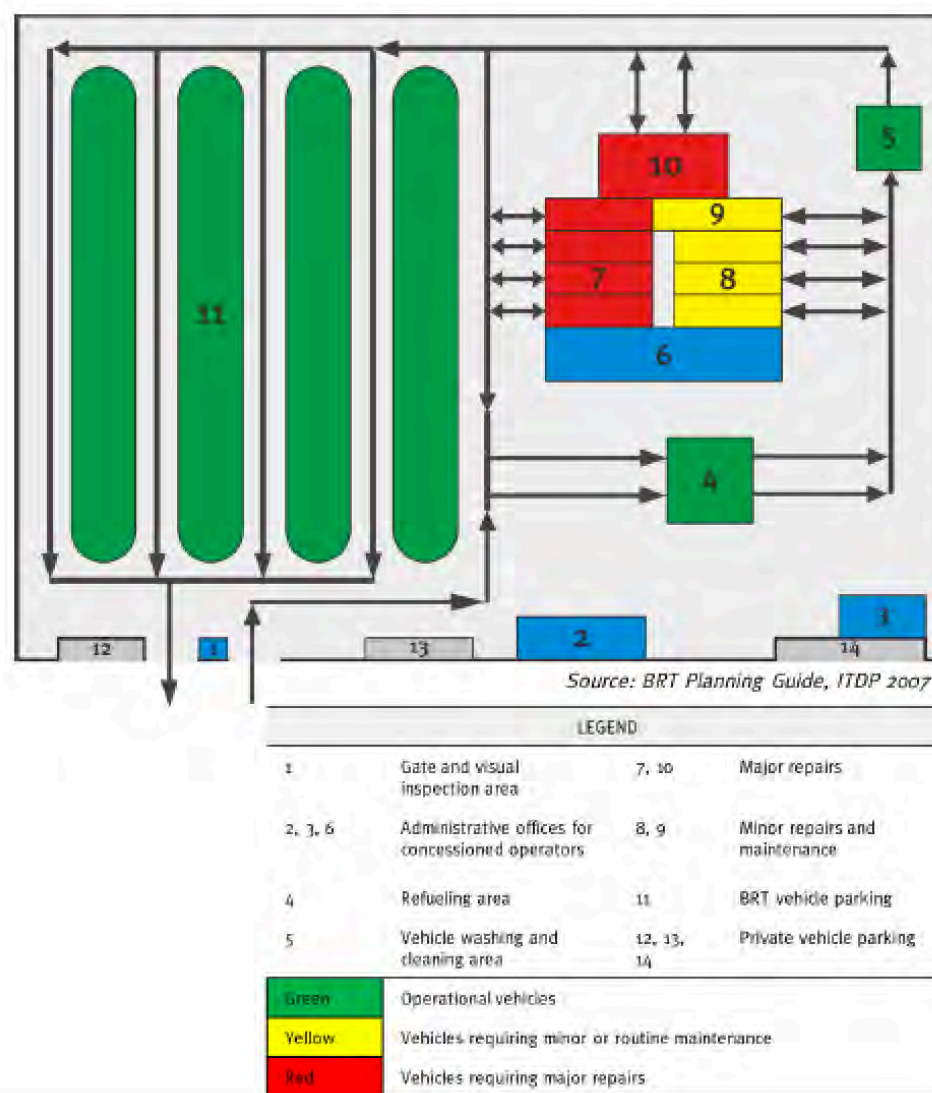 10
5
9
7
8
11
6
4
12
1
13
2
3
14
Source: BRT Planning Guide, ITDP 2007
LEGEND
1 Gate and visual inspection area 7, 10 Major repairs
2, 3, 6 Administrative offices for concessioned operators 8, 9 Minor repairs and maintenance
4 Refueling area 11 BRT vehicle parking
5 Vehicle washing and cleaning area 12, 13, 14 Private vehicle parking
Green Operational vehicles
Yellow Vehicles requiring minor or routine maintenance
Red Vehicles requiring major repairs